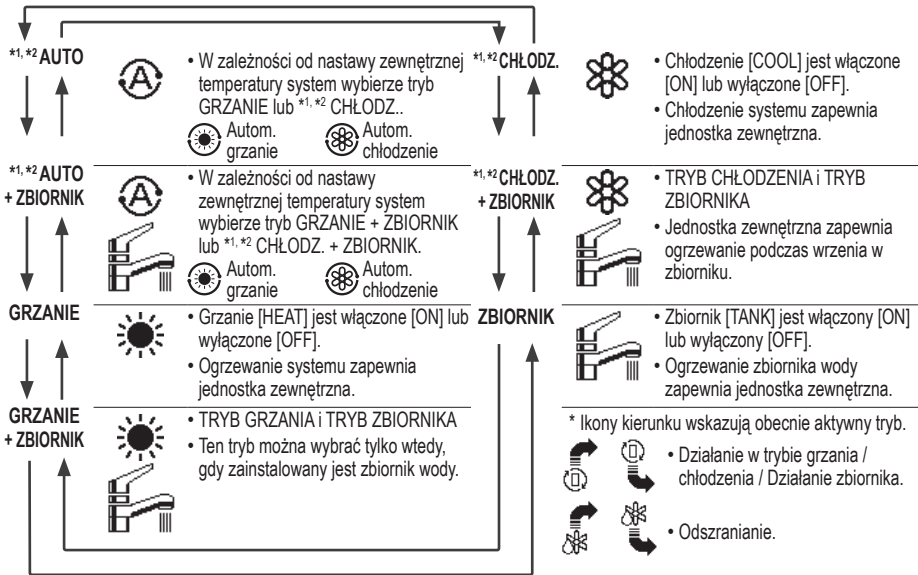 *1, *2 AUTO
• W zależności od nastawy zewnętrznej
temperatury system wybierze tryb
GRZANIE lub *1, *2 CHŁODZ..
Autom.
grzanie
Autom.
chłodzenie
*1, *2 AUTO
+ ZBIORNIK
• W zależności od nastawy
zewnętrznej temperatury system
wybierze tryb GRZANIE + ZBIORNIK
lub *1, *2 CHŁODZ. + ZBIORNIK.
Autom.
grzanie
Autom.
chłodzenie
GRZANIE
• Grzanie [HEAT] jest włączone [ON] lub
wyłączone [OFF].
• Ogrzewanie systemu zapewnia
jednostka zewnętrzna.
GRZANIE
+ ZBIORNIK
• TRYB GRZANIA i TRYB ZBIORNIKA
• Ten tryb można wybrać tylko wtedy,
gdy zainstalowany jest zbiornik wody.
*1, *2 CHŁODZ.
• Chłodzenie [COOL] jest włączone
[ON] lub wyłączone [OFF].
• Chłodzenie systemu zapewnia
jednostka zewnętrzna.
*1, *2 CHŁODZ.
+ ZBIORNIK
• TRYB CHŁODZENIA i TRYB
ZBIORNIKA
• Jednostka zewnętrzna zapewnia
ogrzewanie podczas wrzenia w
zbiorniku.
ZBIORNIK
• Zbiornik [TANK] jest włączony [ON]
lub wyłączony [OFF].
• Ogrzewanie zbiornika wody
zapewnia jednostka zewnętrzna.
* Ikony kierunku wskazują obecnie aktywny tryb.
• Działanie w trybie grzania /
chłodzenia / Działanie zbiornika.
• Odszranianie.